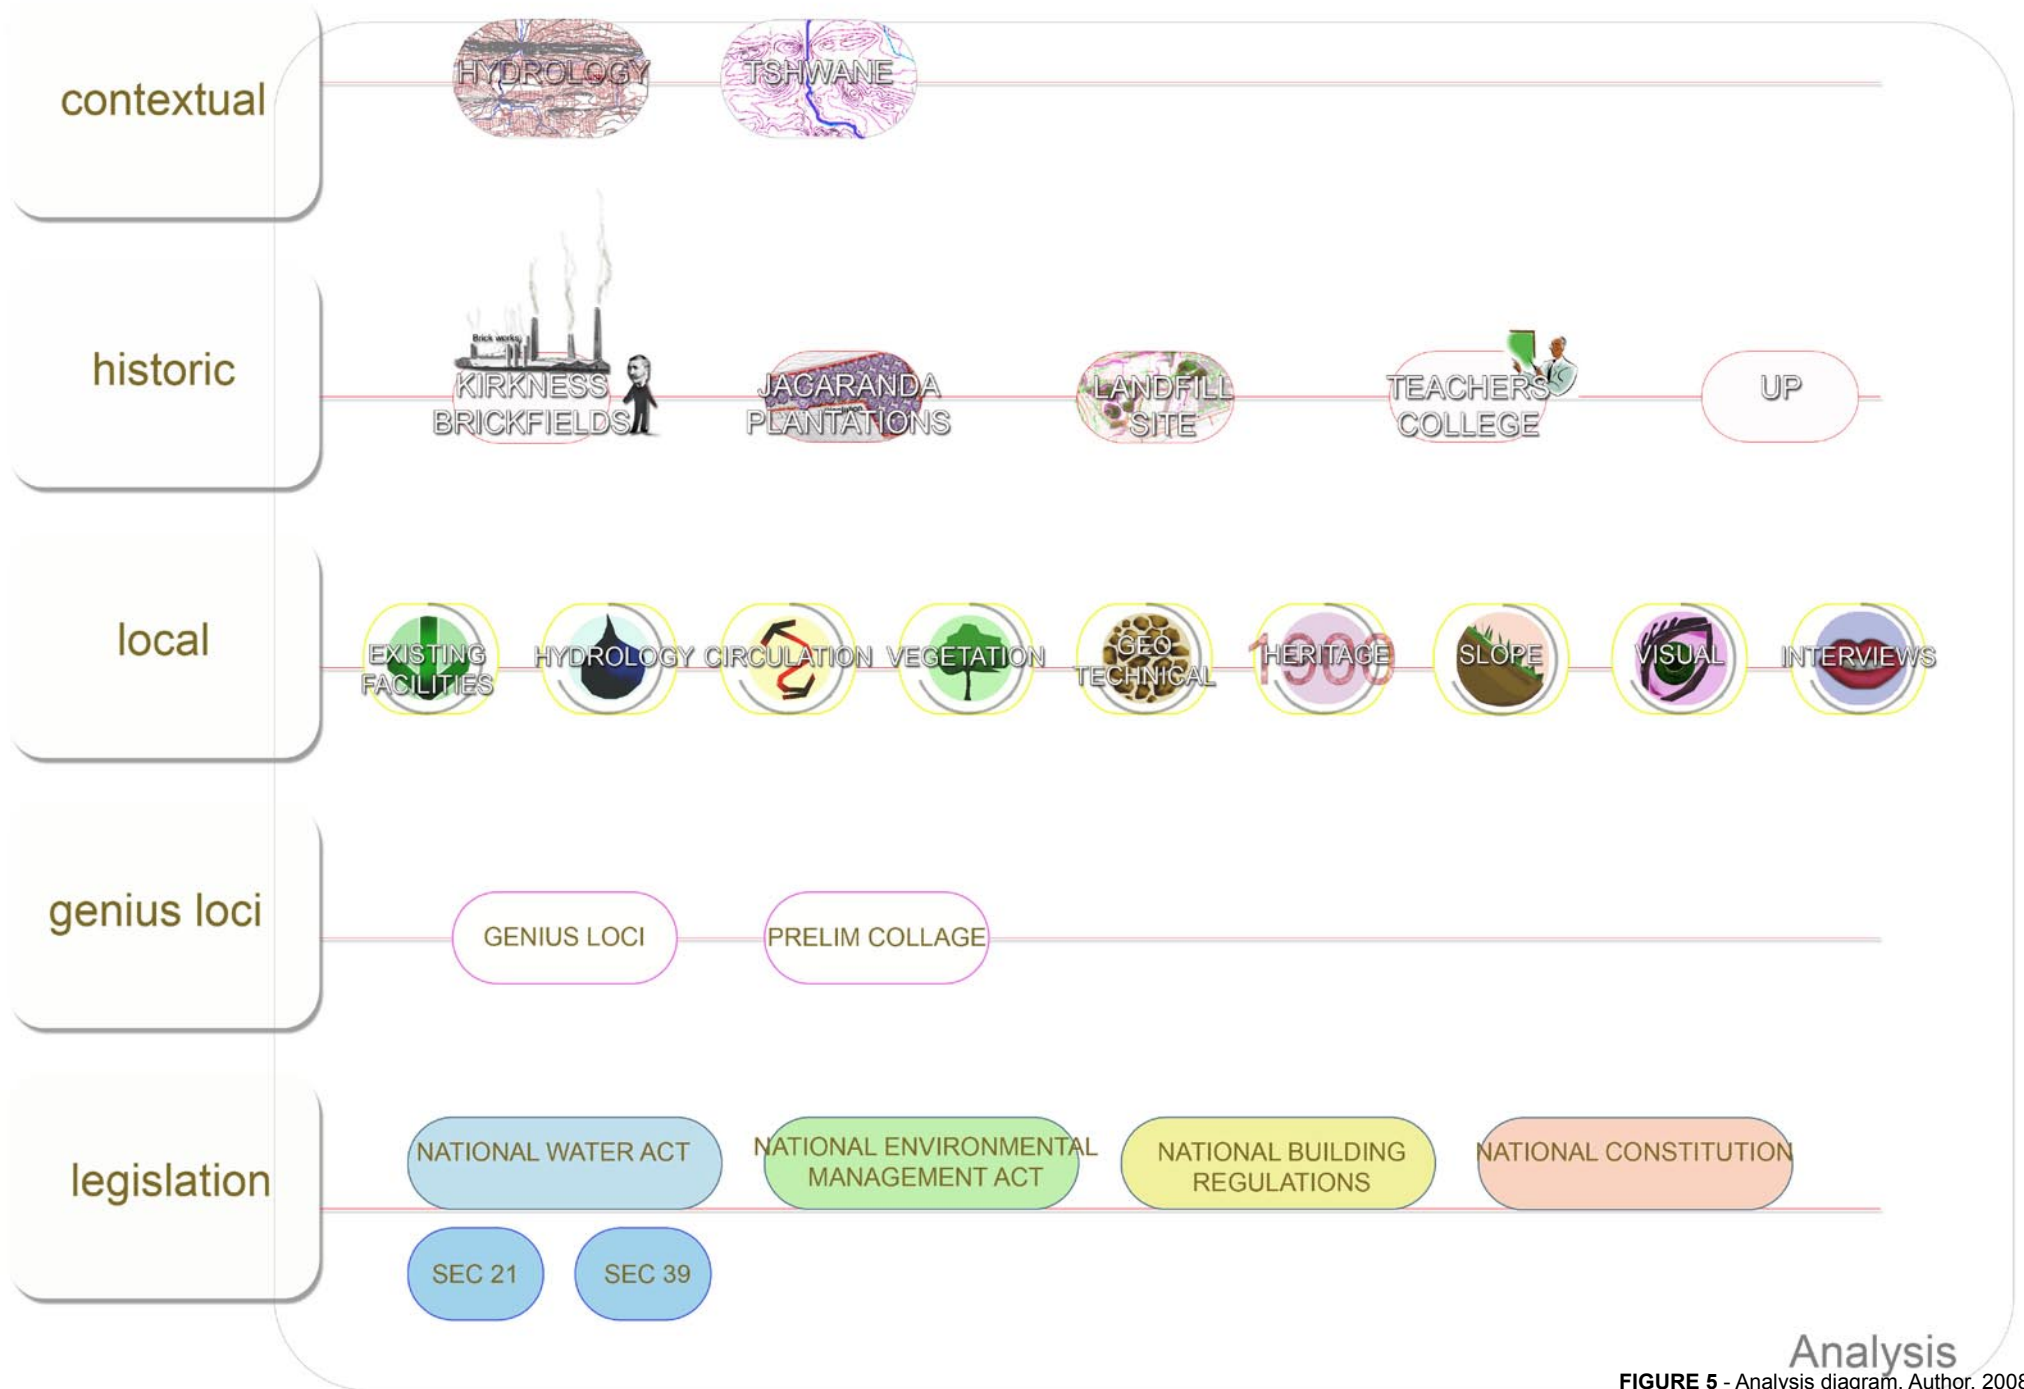 contextual
HYDROLOGY
TSHWANE
historic
Brick works
KIRKNESS
BRICKFIELDS
JACARANDA
PLANTATIONS
LANDFILL
SITE
TEACHERS
COLLEGE
UP
local
EXISTING
FACILITIES
HYDROLOGY
CIRCULATION
VEGETATION
GEO
TECHNICAL
1900
HERITAGE
SLOPE
VISUAL
INTERVIEWS
genius loci
GENIUS LOCI
PRELIM COLLAGE
legislation
NATIONAL WATER ACT
NATIONAL ENVIRONMENTAL
MANAGEMENT ACT
NATIONAL BUILDING
REGULATIONS
NATIONAL CONSTITUTION
SEC 21
SEC 39
Analysis
FIGURE 5 - Analysis diagram. Author. 2008